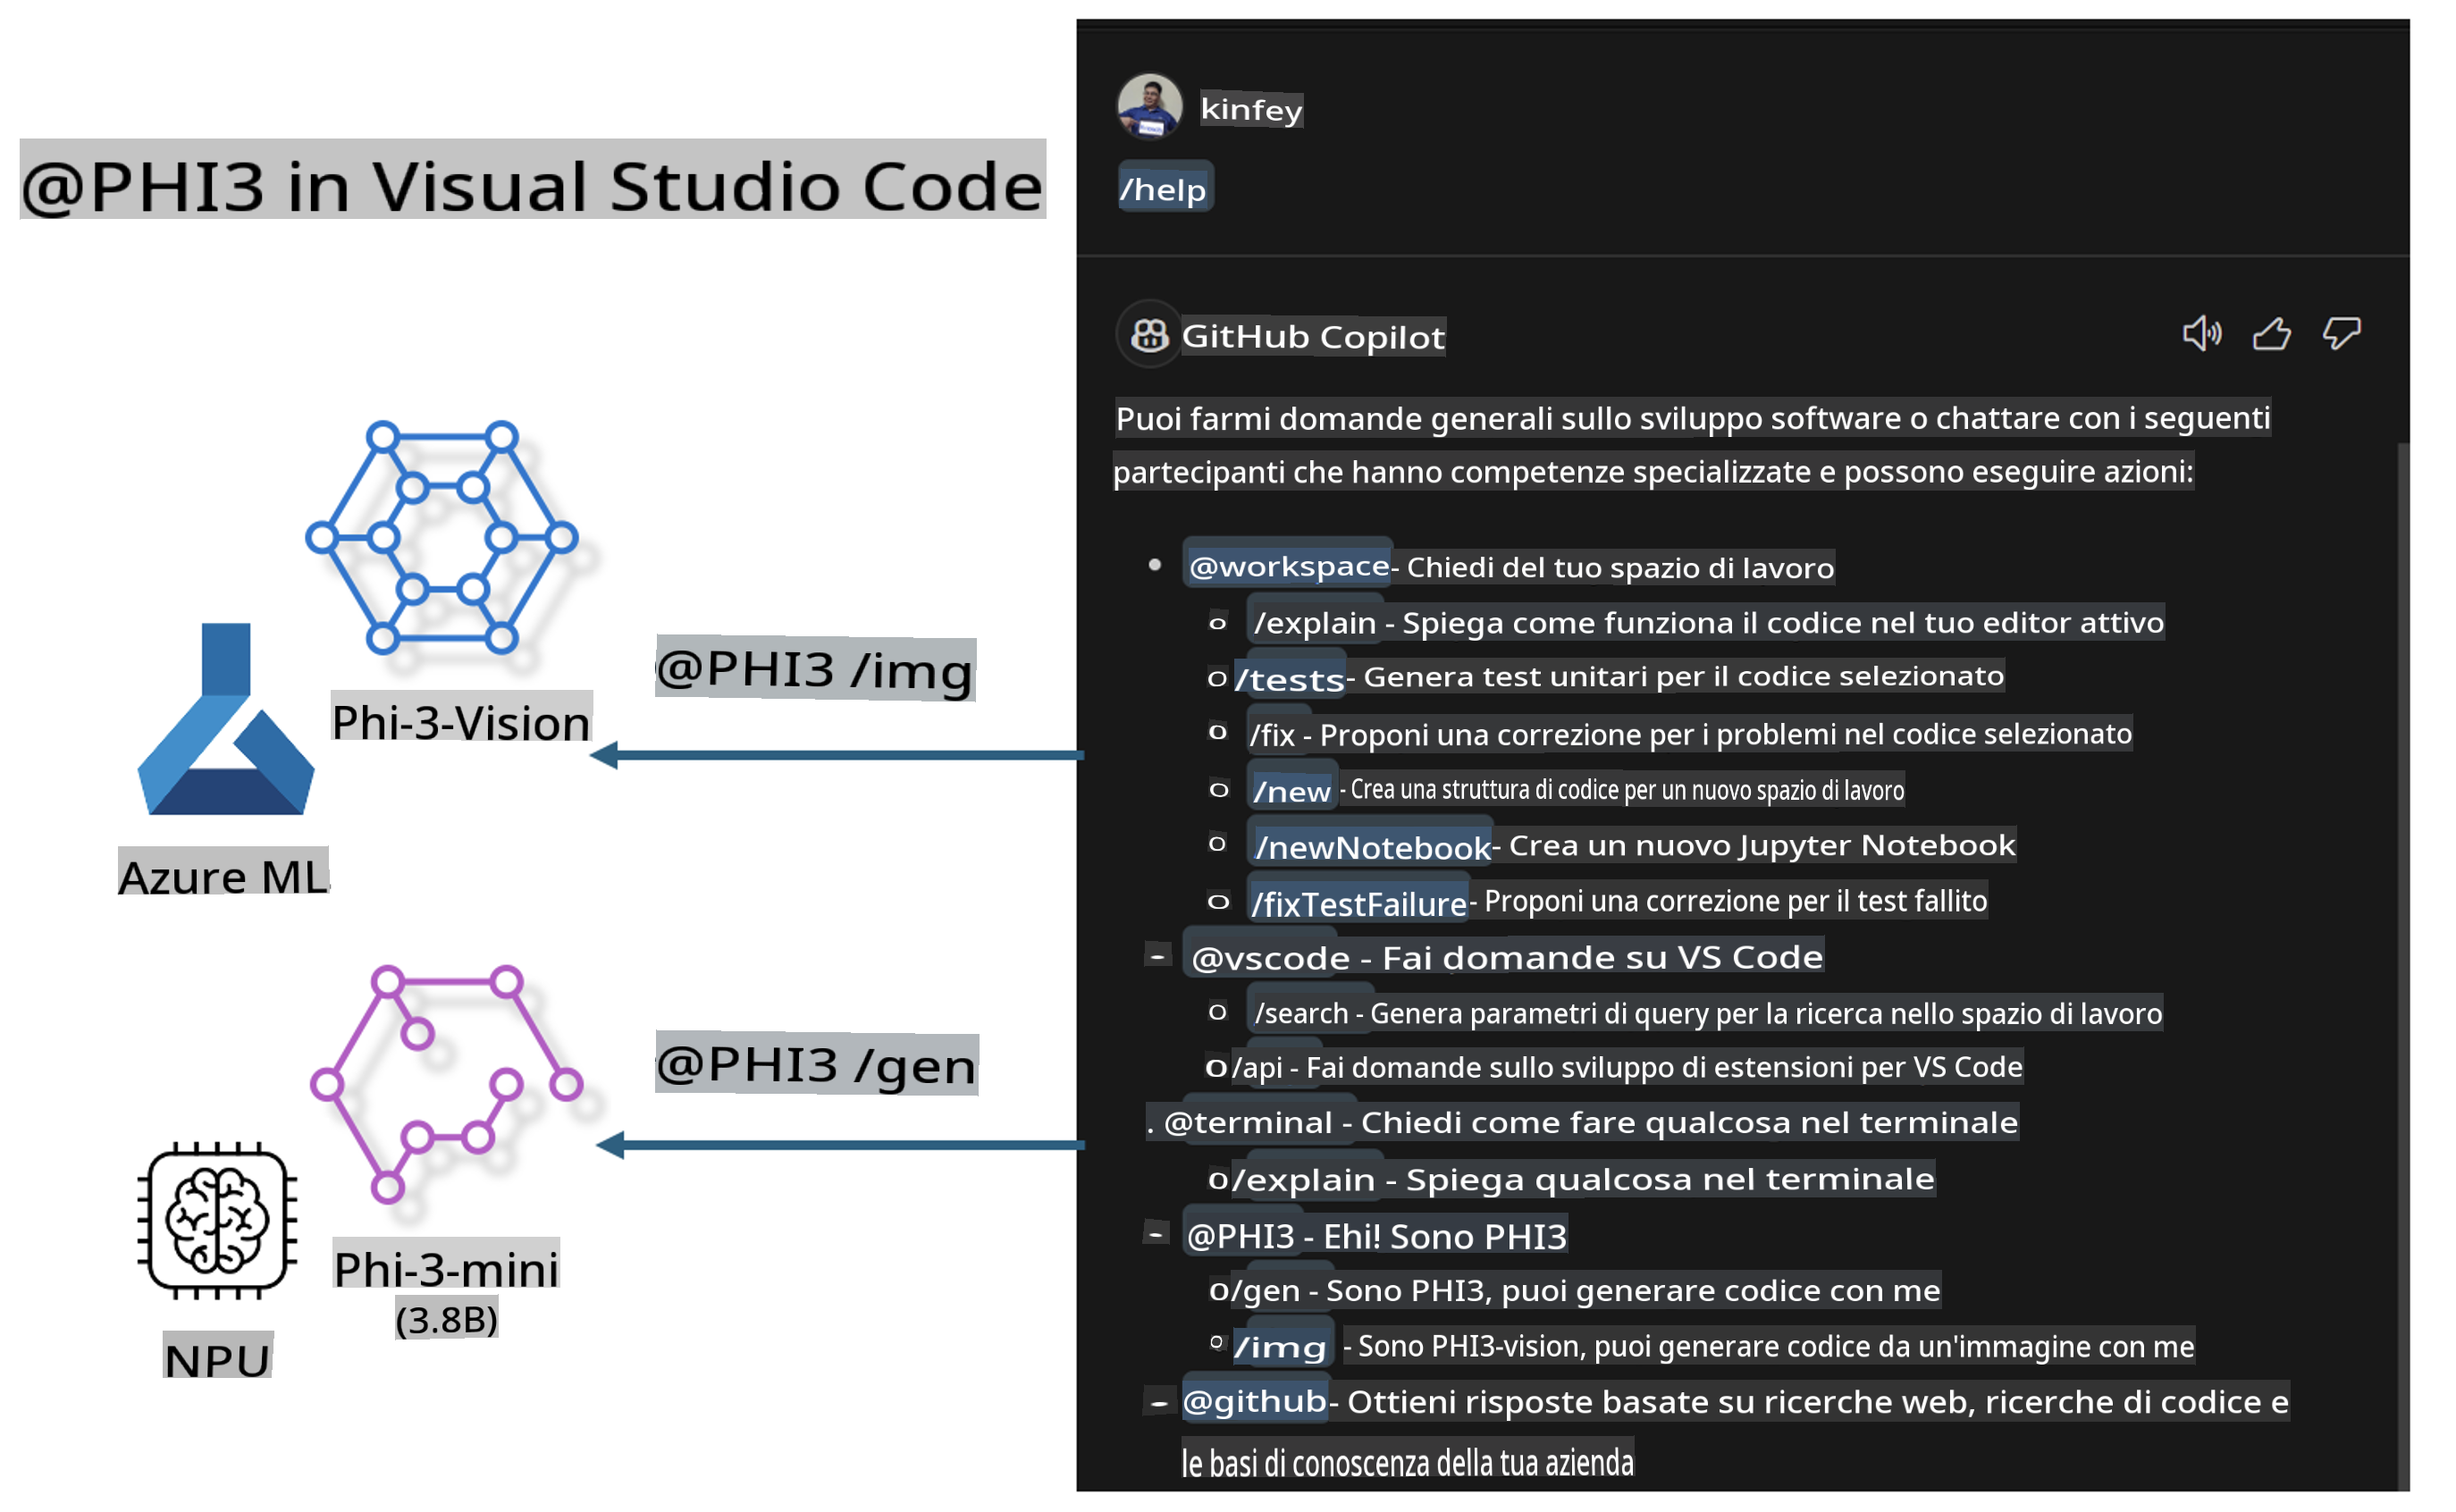 @PHI3 in Visual Studio Code
Phi-3-Vision
Azure ML
@PHI3 /img
Phi-3-mini
(3.8B)
NPU
@PHI3 /gen
kinfey
/help
GitHub Copilot
Puoi farmi domande generali sullo sviluppo software o chattare con i seguenti
partecipanti che hanno competenze specializzate e possono eseguire azioni:
• @workspace- Chiedi del tuo spazio di lavoro
o /explain - Spiega come funziona il codice nel tuo editor attivo
o /tests- Genera test unitari per il codice selezionato
o /fix - Proponi una correzione per i problemi nel codice selezionato
o /new - Crea una struttura di codice per un nuovo spazio di lavoro
o /newNotebook- Crea un nuovo Jupyter Notebook
o /fixTestFailure- Proponi una correzione per il test fallito
- @vscode - Fai domande su VS Code
o /search - Genera parametri di query per la ricerca nello spazio di lavoro
o /api - Fai domande sullo sviluppo di estensioni per VS Code
. @terminal - Chiedi come fare qualcosa nel terminale
o /explain - Spiega qualcosa nel terminale
- @PHI3 - Ehi! Sono PHI3
o /gen - Sono PHI3, puoi generare codice con me
o /img - Sono PHI3-vision, puoi generare codice da un'immagine con me
- @github- Ottieni risposte basate su ricerche web, ricerche di codice e
le basi di conoscenza della tua azienda